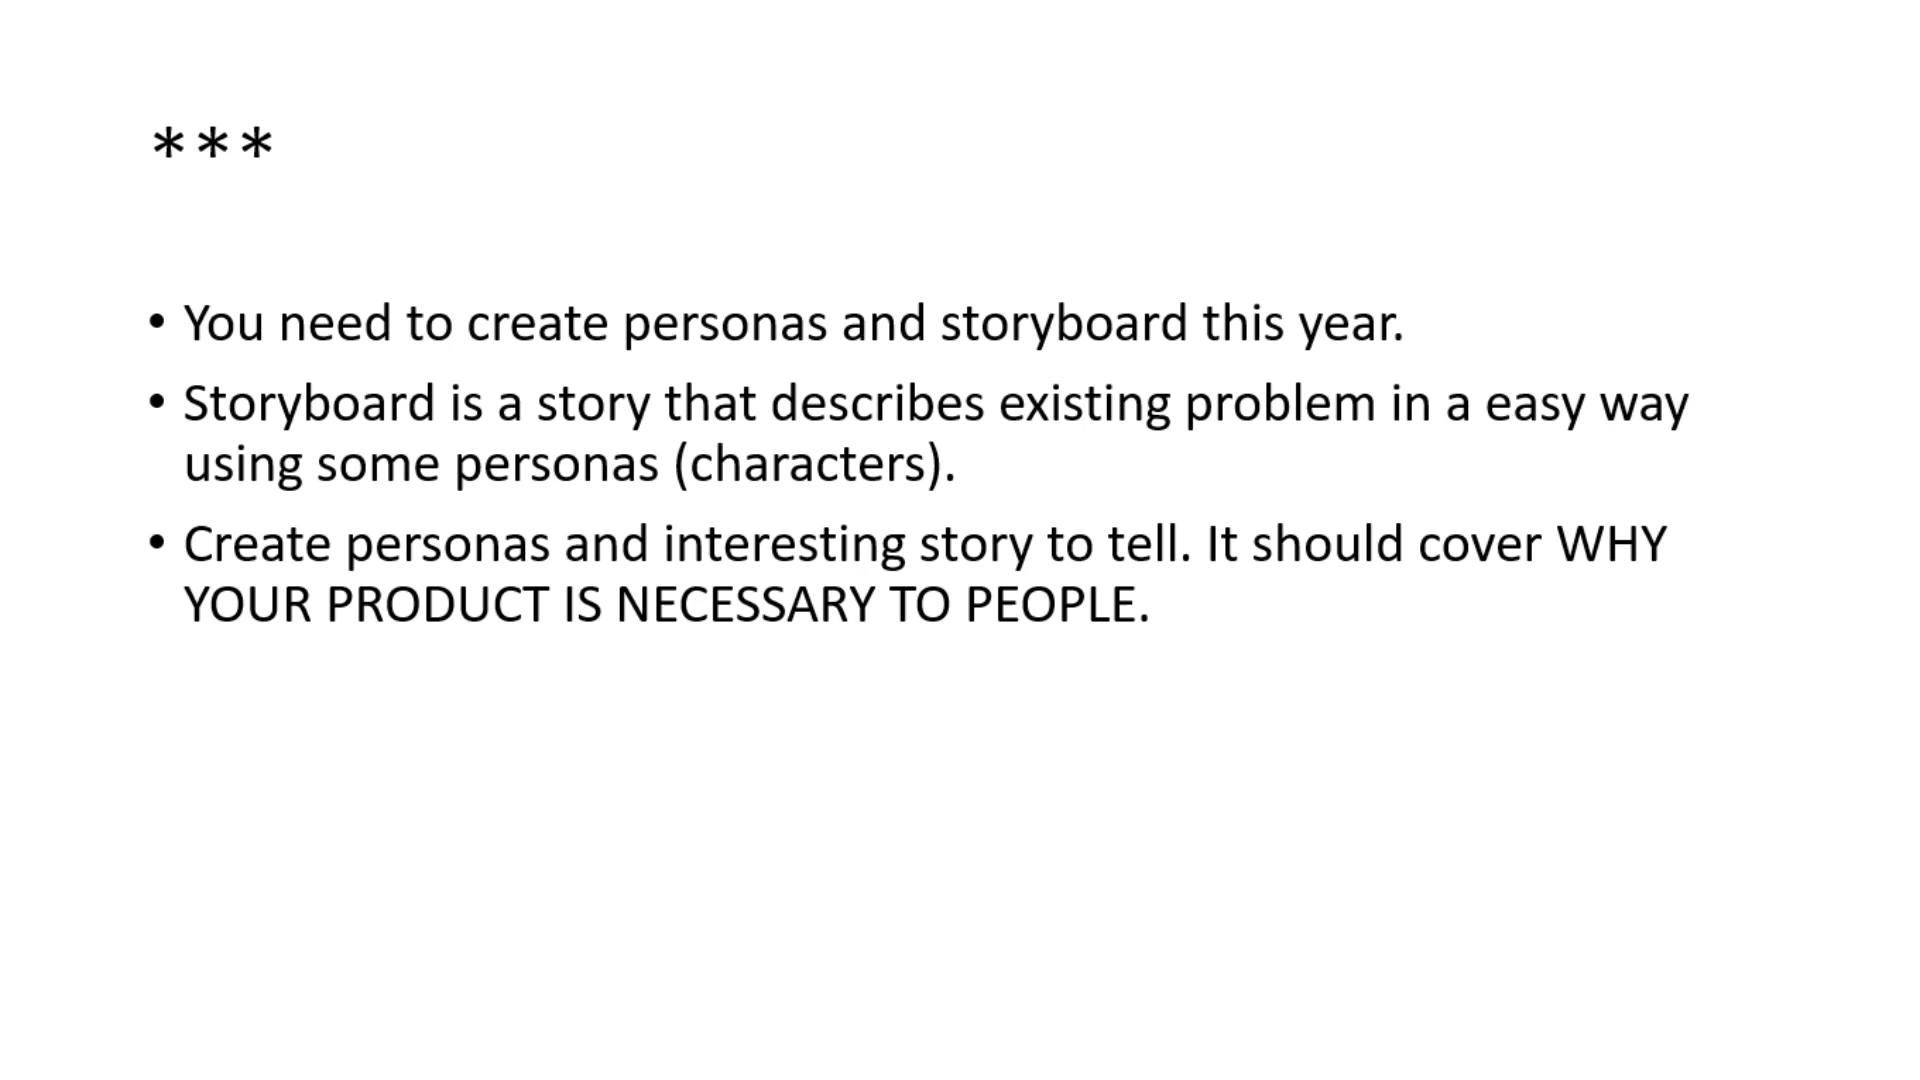 ***
• You need to create personas and storyboard this year.
• Storyboard is a story that describes existing problem in a easy way
using some personas (characters).
• Create personas and interesting story to tell. It should cover WHY
YOUR PRODUCT IS NECESSARY TO PEOPLE.